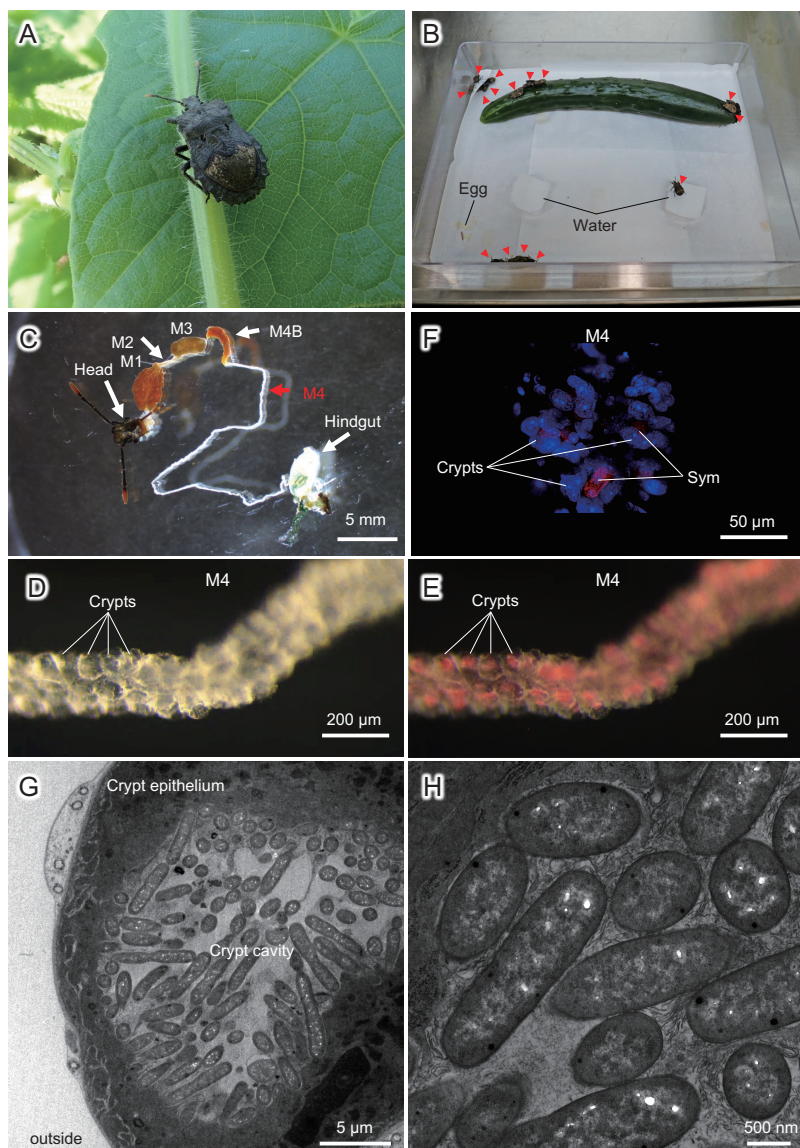 A
B
Egg
Water
C
M3
M4B
M2
M1
Head
M4
Hindgut
5 mm
F
M4
Crypts
Sym
50 µm
D
M4
Crypts
200 µm
E
M4
Crypts
200 µm
G
Crypt epithelium
Crypt cavity
outside
5 µm
H
500 nm